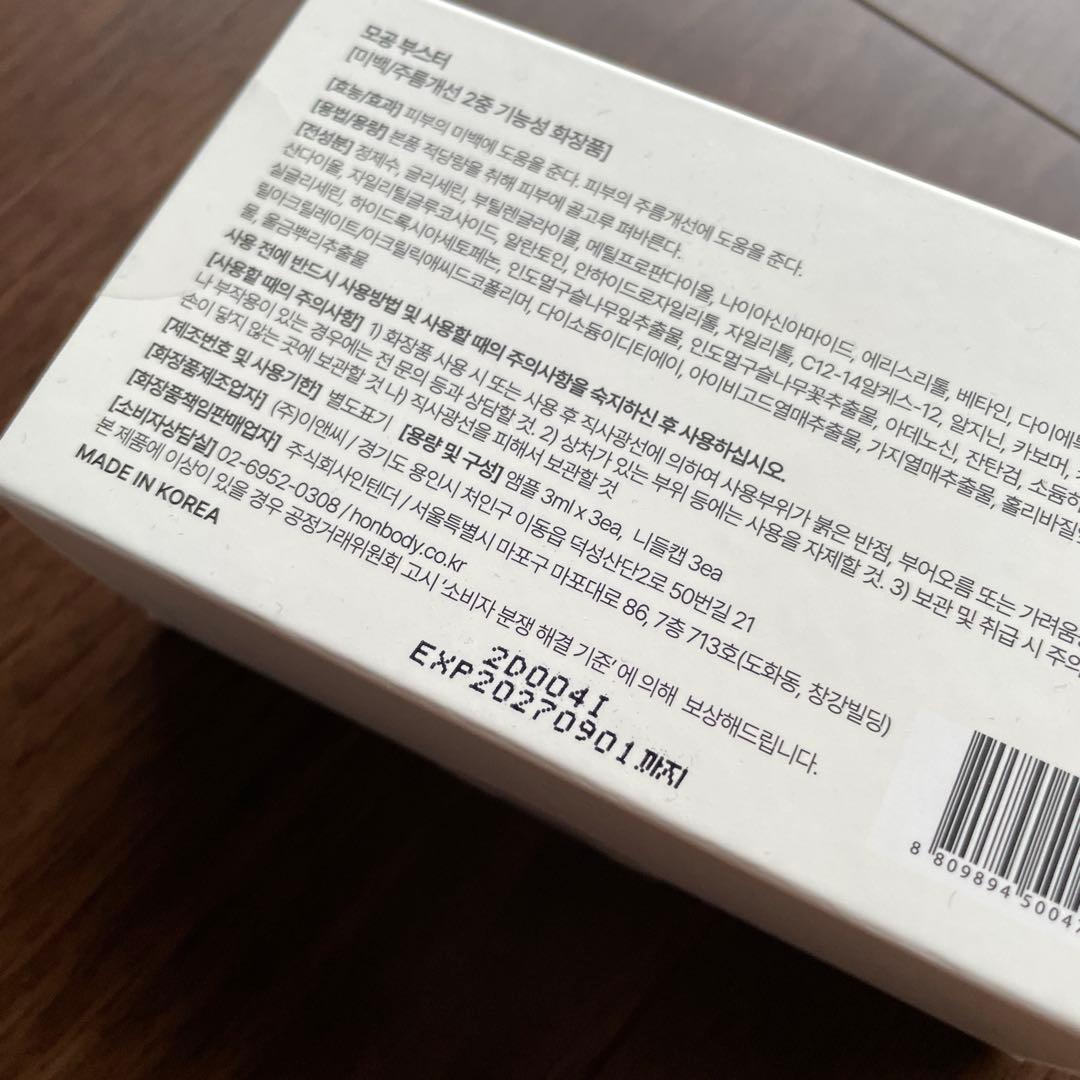 모공 부스터
[미백/주름개선 2중 기능성 화장품]
[효능/효과] 피부의 미백에 도움을 준다. 피부의 주름개선에 도움을 준다.
[용법/용량] 본품 적당량을 취해 피부에 골고루 펴바른다.
[전성분] 정제수, 글리세린, 부틸렌글라이콜, 메틸프로판다이올, 나이아신아마이드, 에리스리톨, 베타인, 다이에톡
산다이올, 자일리틸글루코사이드, 알란토인, 안하이드로자일리톨, 자일리톨, C12-14알케스-12, 알지닌, 카보머,
실글리세린, 하이드록시아세토페논, 인도멀구슬나무잎추출물, 인도멀구슬나무꽃추출물, 아데노신, 잔탄검, 소듐하
릴아크릴레이트/아크릴릭애씨드코폴리머, 다이소듐이디티에이, 아이비고드열매추출물, 가지열매추출물, 홀리바질잎
물, 울금뿌리추출물
사용 전에 반드시 사용방법 및 사용할 때의 주의사항을 숙지하신 후 사용하십시오.
[사용할 때의 주의사항] 1) 화장품 사용 시 또는 사용 후 직사광선에 의하여 사용부위가 붉은 반점, 부어오름 또는 가려움증
나 부작용이 있는 경우에는 전문의 등과 상담할 것. 2) 상처가 있는 부위 등에는 사용을 자제할 것. 3) 보관 및 취급 시 주의
손이 닿지 않는 곳에 보관할 것 나) 직사광선을 피해서 보관할 것
[제조번호 및 사용기한] 별도표기 [용량 및 구성] 앰플 3ml x 3ea, 니들캡 3ea
[화장품제조업자] (주)이앤씨 / 경기도 용인시 처인구 이동읍 덕성산단2로 50번길 21
[화장품책임판매업자] 주식회사인텐더 / 서울특별시 마포구 마포대로 86, 7층 713호(도화동, 창강빌딩)
[소비자상담실] 02-6952-0308 / honbody.co.kr
본 제품에 이상이 있을 경우 공정거래위원회 고시 '소비자 분쟁 해결 기준'에 의해 보상해드립니다.
MADE IN KOREA
2D004I
EXP20270901까지
8 809894 50047